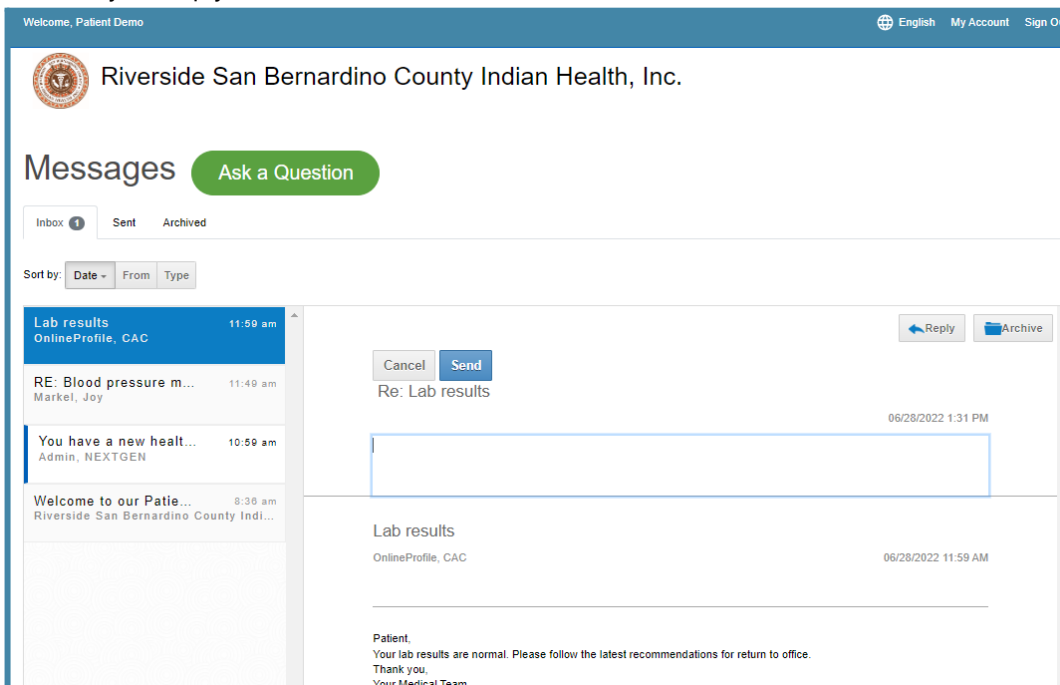 Welcome, Patient Demo English My Account Sign O
Riverside San Bernardino County Indian Health, Inc.
Messages Ask a Question
Inbox 1 Sent Archived
Sort by: Date From Type
Lab results 11:59 am
OnlineProfile, CAC
RE: Blood pressure m... 11:49 am
Markel, Joy
You have a new healt... 10:59 am
Admin, NEXTGEN
Welcome to our Patie... 8:36 am
Riverside San Bernardino County Indi...
Reply Archive
Cancel Send
Re: Lab results
06/28/2022 1:31 PM
Lab results
OnlineProfile, CAC 06/28/2022 11:59 AM
Patient,
Your lab results are normal. Please follow the latest recommendations for return to office.
Thank you,
Your Medical Team